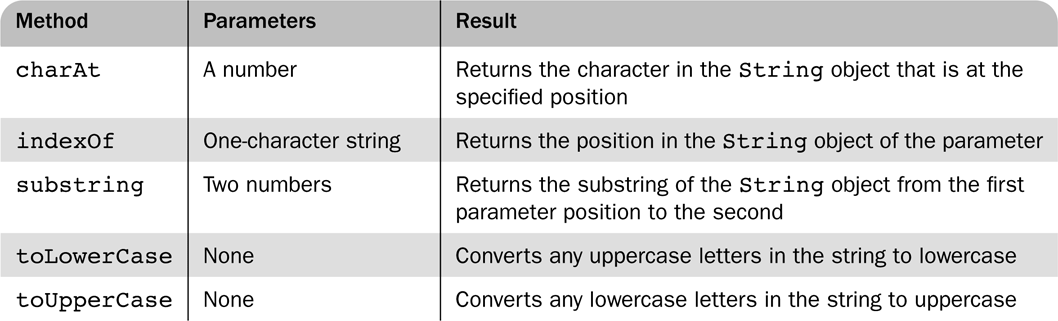 Method Parameters Result
charAt A number Returns the character in the String object that is at the
specified position
indexOf One-character string Returns the position in the String object of the parameter
substring Two numbers Returns the substring of the String object from the first
parameter position to the second
toLowerCase None Converts any uppercase letters in the string to lowercase
toUpperCase None Converts any lowercase letters in the string to uppercase